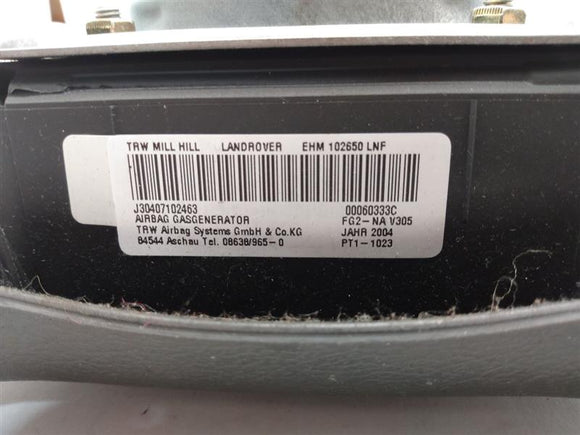 TRW MILL HILL LANDROVER EHM 102650 LNF
J30407102463 00060333C
AIRBAG GASGENERATOR FG2-NA V305
TRW Airbag Systems GmbH & Co.KG JAHR 2004
84544 Aschau Tel. 08638/965-0 PT1-1023